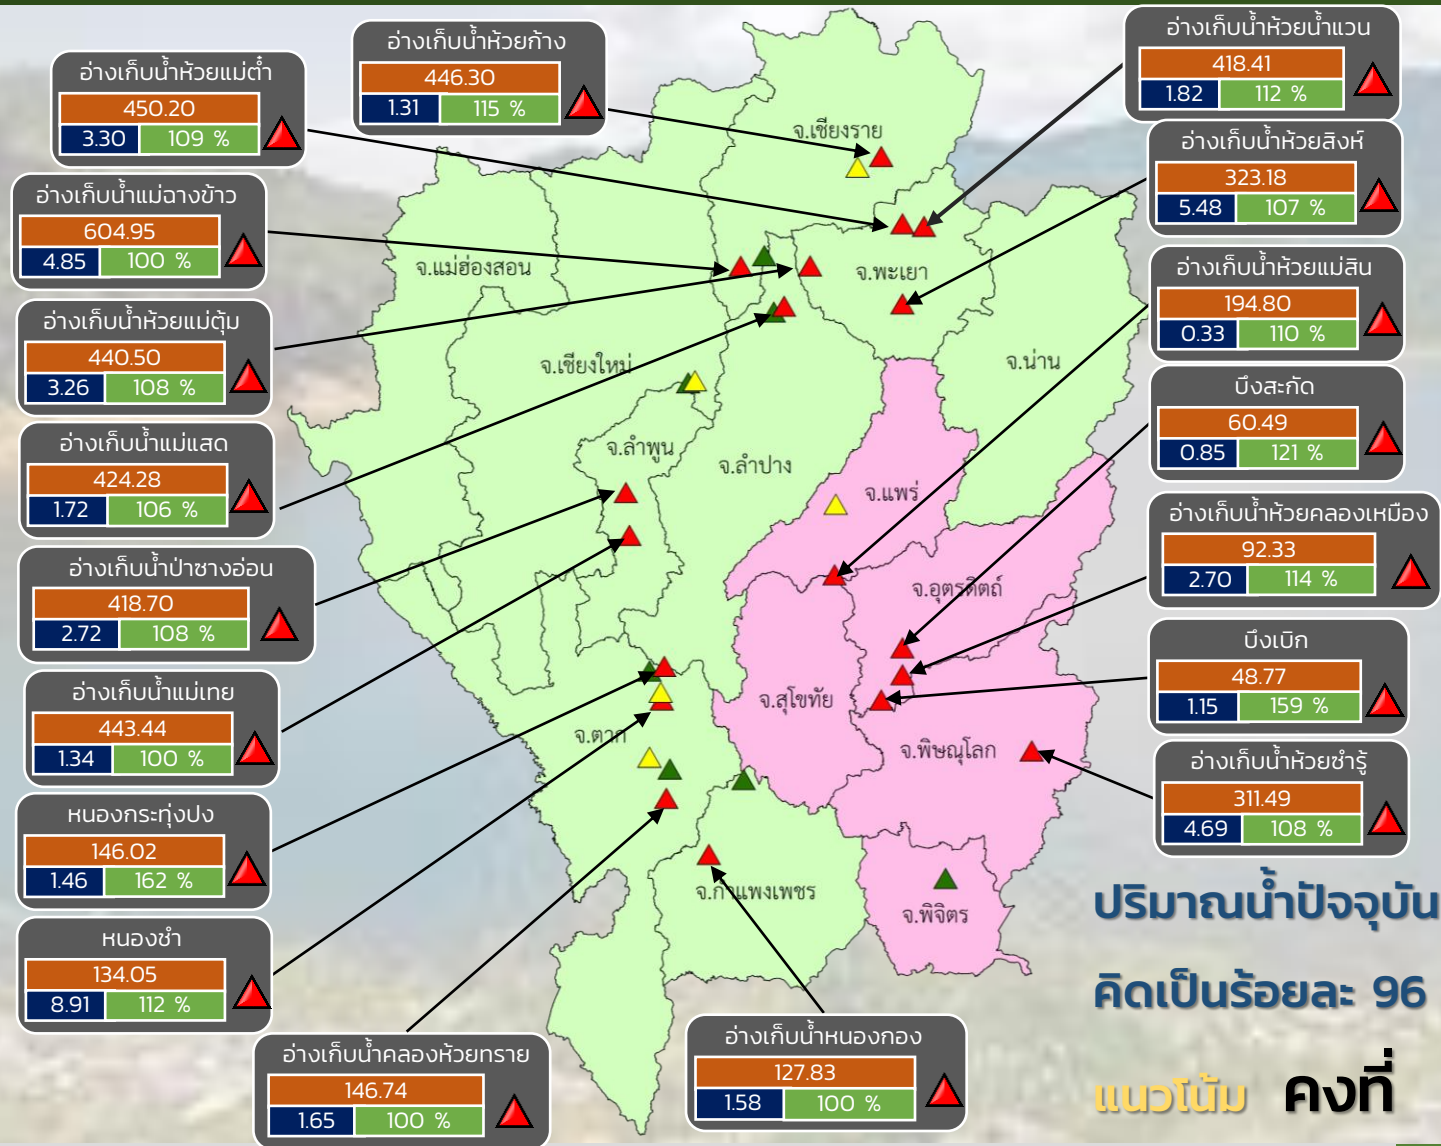 อ่างเก็บน้ำห้วยแม่ต๋ำ
450.20
3.30 109 %
อ่างเก็บน้ำห้วยก้าง
446.30
1.31 115 %
อ่างเก็บน้ำห้วยน้ำแวน
418.41
1.82 112 %
อ่างเก็บน้ำแม่ฉางข้าว
604.95
4.85 100 %
อ่างเก็บน้ำห้วยสิงห์
323.18
5.48 107 %
อ่างเก็บน้ำห้วยแม่ตุ้ม
440.50
3.26 108 %
อ่างเก็บน้ำห้วยแม่สิน
194.80
0.33 110 %
อ่างเก็บน้ำแม่แสด
424.28
1.72 106 %
บึงสะกัด
60.49
0.85 121 %
อ่างเก็บน้ำป่าซางอ่อน
418.70
2.72 108 %
อ่างเก็บน้ำห้วยคลองเหมือง
92.33
2.70 114 %
อ่างเก็บน้ำแม่เทย
443.44
1.34 100 %
บึงเบิก
48.77
1.15 159 %
หนองกระทุ่งปง
146.02
1.46 162 %
อ่างเก็บน้ำห้วยซำรู้
311.49
4.69 108 %
หนองชำ
134.05
8.91 112 %
อ่างเก็บน้ำคลองห้วยทราย
146.74
1.65 100 %
อ่างเก็บน้ำหนองกอง
127.83
1.58 100 %
จ.เชียงราย
จ.แม่ฮ่องสอน
จ.พะเยา
จ.เชียงใหม่
จ.น่าน
จ.ลำพูน
จ.ลำปาง
จ.แพร่
จ.อุตรดิตถ์
จ.สุโขทัย
จ.ตาก
จ.พิษณุโลก
จ.กำแพงเพชร
จ.พิจิตร
ปริมาณน้ำปัจจุบัน
คิดเป็นร้อยละ 96
แนวโน้ม คงที่